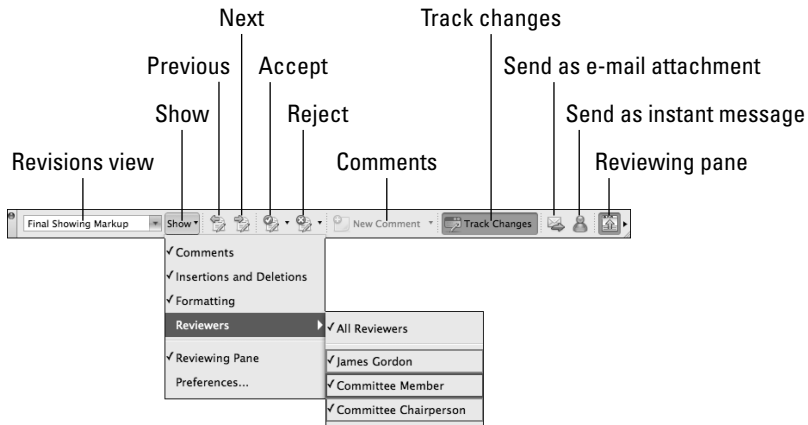 Next
Track changes
Previous
Accept
Send as e-mail attachment
Show
Reject
Send as instant message
Revisions view
Comments
Reviewing pane
Final Showing Markup
Show
New Comment
Track Changes
Comments
Insertions and Deletions
Formatting
Reviewers
All Reviewers
Reviewing Pane
James Gordon
Preferences...
Committee Member
Committee Chairperson